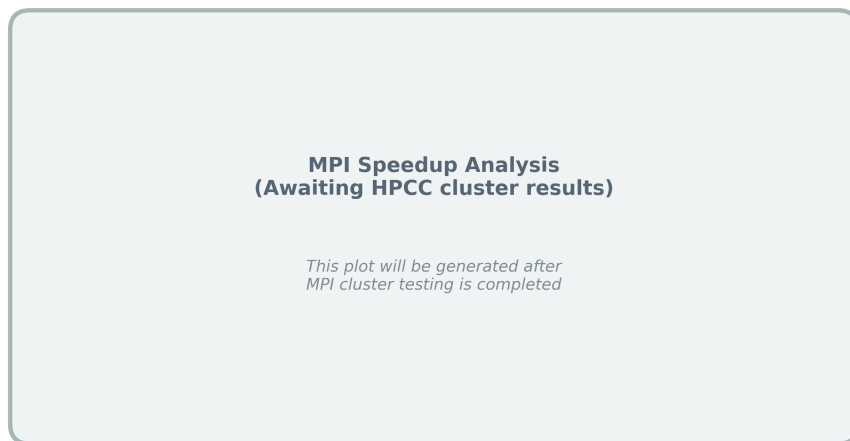 MPI Speedup Analysis
(Awaiting HPCC cluster results)
This plot will be generated after
MPI cluster testing is completed